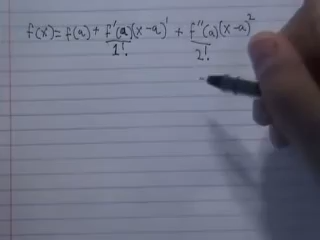 f(x) = f(a) + f'(a)(x-a)^1/1! + f''(a)(x-a)^2/2!